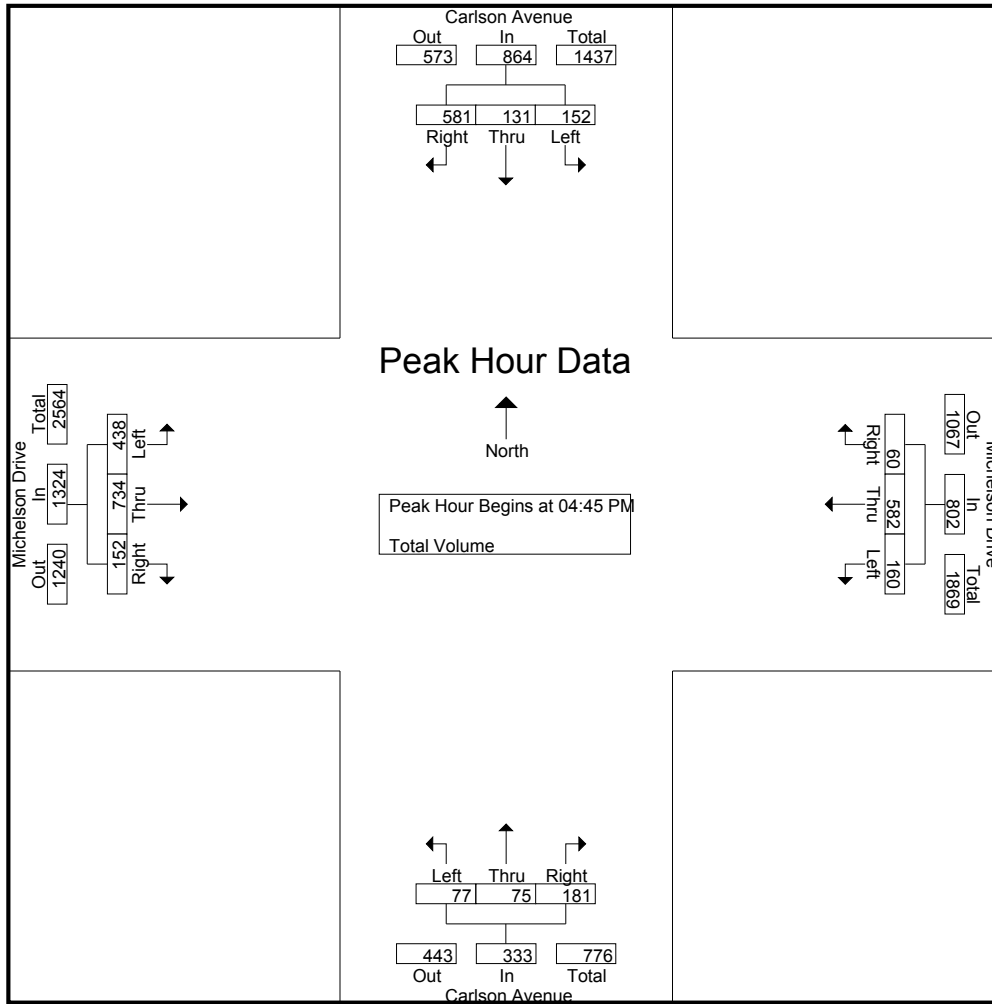 Carlson Avenue
Out In Total
573 864 1437
581 131 152
Right Thru Left
Peak Hour Data
North
Peak Hour Begins at 04:45 PM
Total Volume
Michelson Drive
Out In Total
1240 1324 2564
152 734 438
Right Thru Left
Michelson Drive
Out In Total
1067 802 1869
60 582 160
Right Thru Left
Left Thru Right
77 75 181
443 333 776
Out In Total
Carlson Avenue